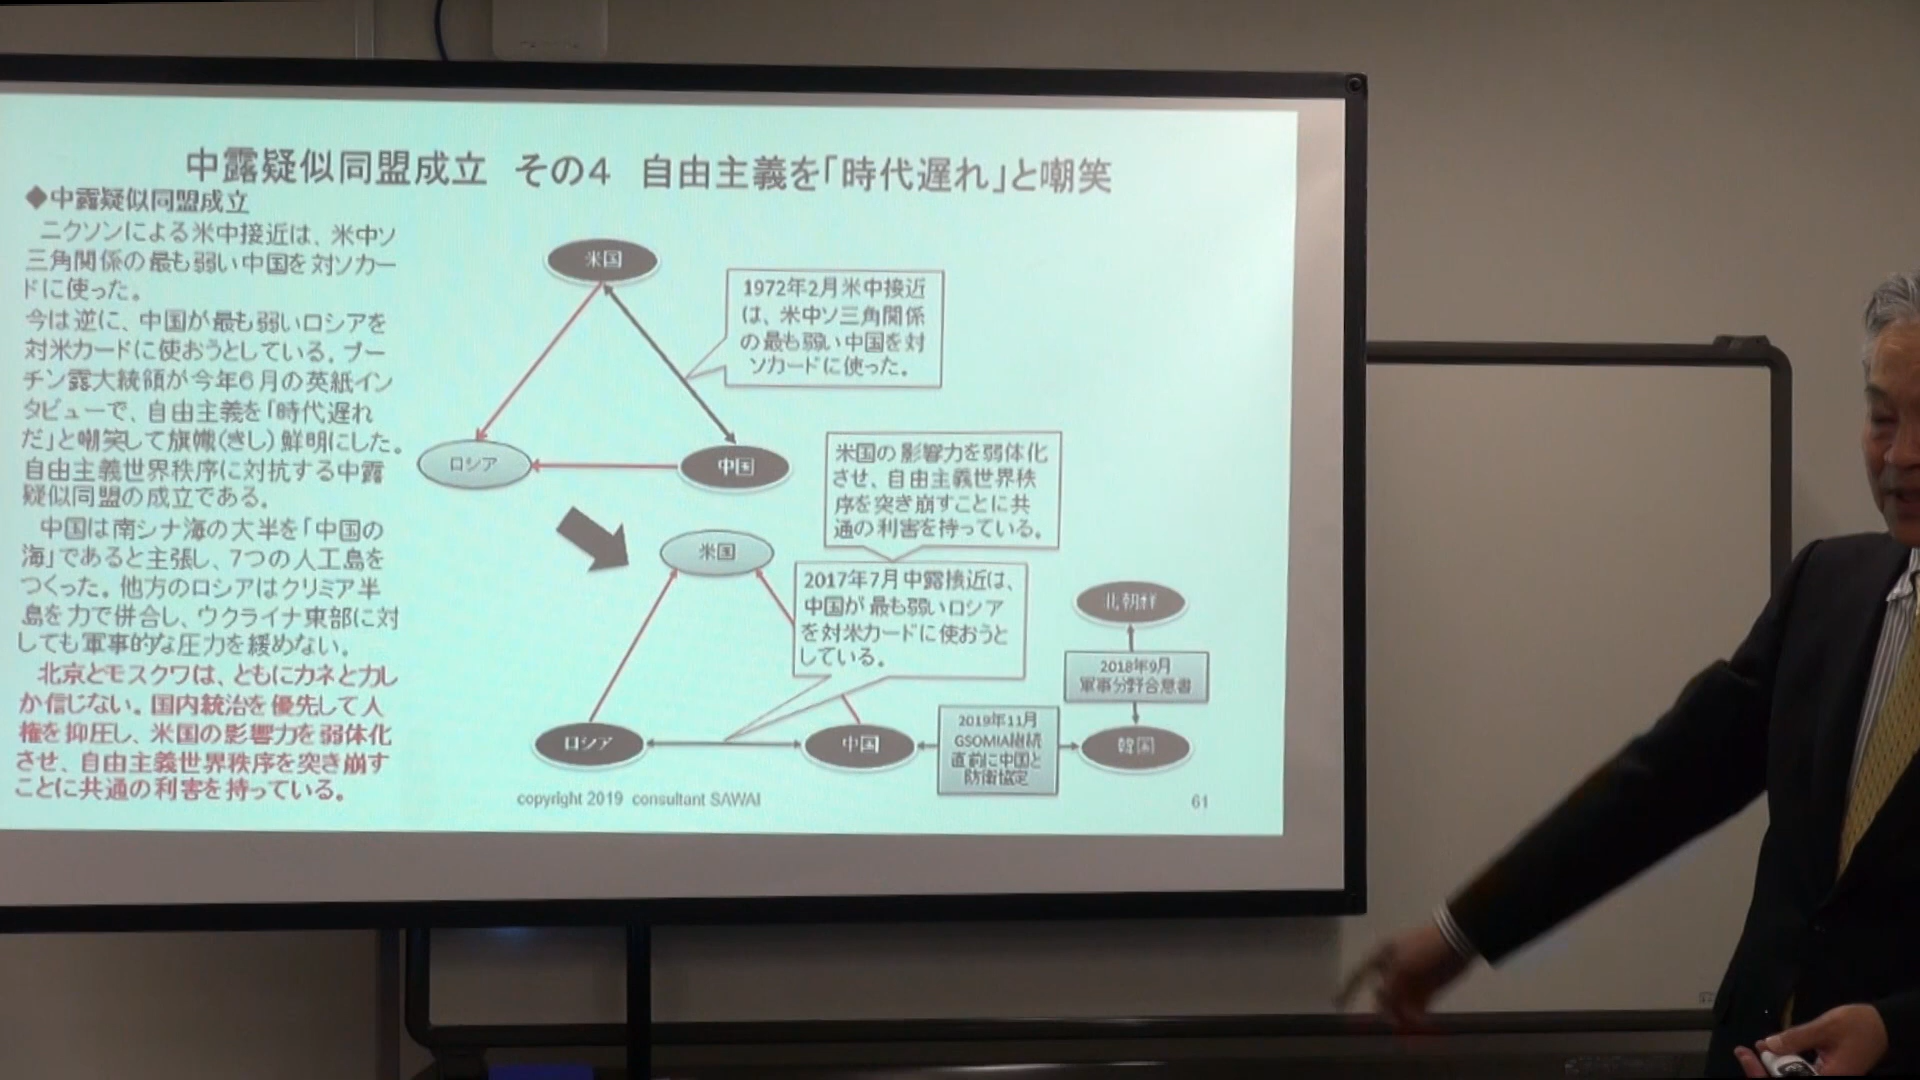 中露疑似同盟成立　その４　自由主義を「時代遅れ」と嘲笑
◆中露疑似同盟成立
ニクソンによる米中接近は、米中ソ
三角関係の最も弱い中国を対ソカー
ドに使った。
今は逆に、中国が最も弱いロシアを
対米カードに使おうとしている。プー
チン露大統領が今年６月の英紙イン
タビューで、自由主義を「時代遅れ
だ」と嘲笑して旗幟（きし）鮮明にした。
自由主義世界秩序に対抗する中露
疑似同盟の成立である。
中国は南シナ海の大半を「中国の
海」であると主張し、７つの人工島を
つくった。他方のロシアはクリミア半
島を力で併合し、ウクライナ東部に対
しても軍事的な圧力を緩めない。
北京とモスクワは、ともにカネと力し
か信じない。国内統治を優先して人
権を抑圧し、米国の影響力を弱体化
させ、自由主義世界秩序を突き崩す
ことに共通の利害を持っている。
米国
1972年2月米中接近
は、米中ソ三角関係
の最も弱い中国を対
ソカードに使った。
ロシア
中国
米国の影響力を弱体化
させ、自由主義世界秩
序を突き崩すことに共
通の利害を持っている。
米国
2017年7月中露接近は、
中国が最も弱いロシア
を対米カードに使おうと
している。
北朝鮮
2018年9月
軍事分野合意書
ロシア
中国
2019年11月
GSOMIA継続
直前に中国と
防衛協定
韓国
copyright 2019 consultant SAWAI
61